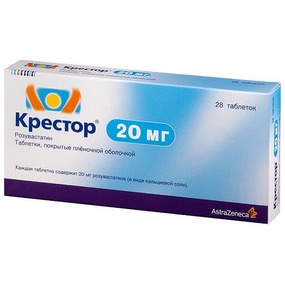 28 таблеток
Крестор® 20 мг
Розувастатин
Таблетки, покрытые плёночной оболочкой
Каждая таблетка содержит 20 мг розувастатина (в виде кальциевой соли)
AstraZeneca